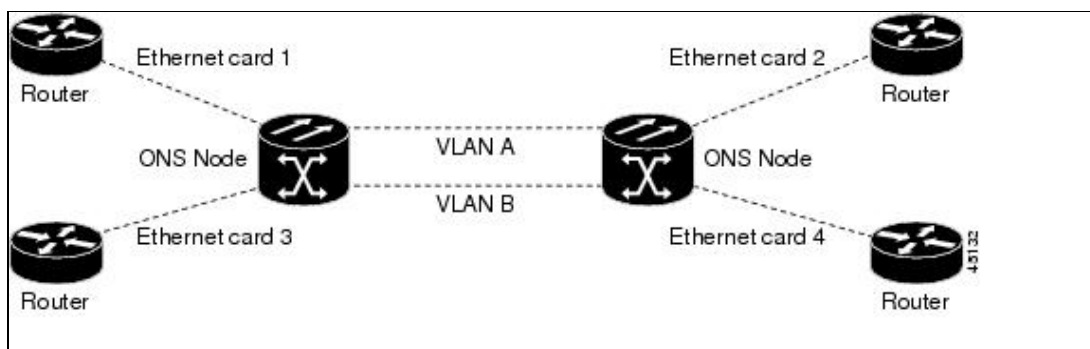 Ethernet card 1
Ethernet card 2
Router
Router
VLAN A
ONS Node
ONS Node
VLAN B
Ethernet card 3
Ethernet card 4
45132
Router
Router